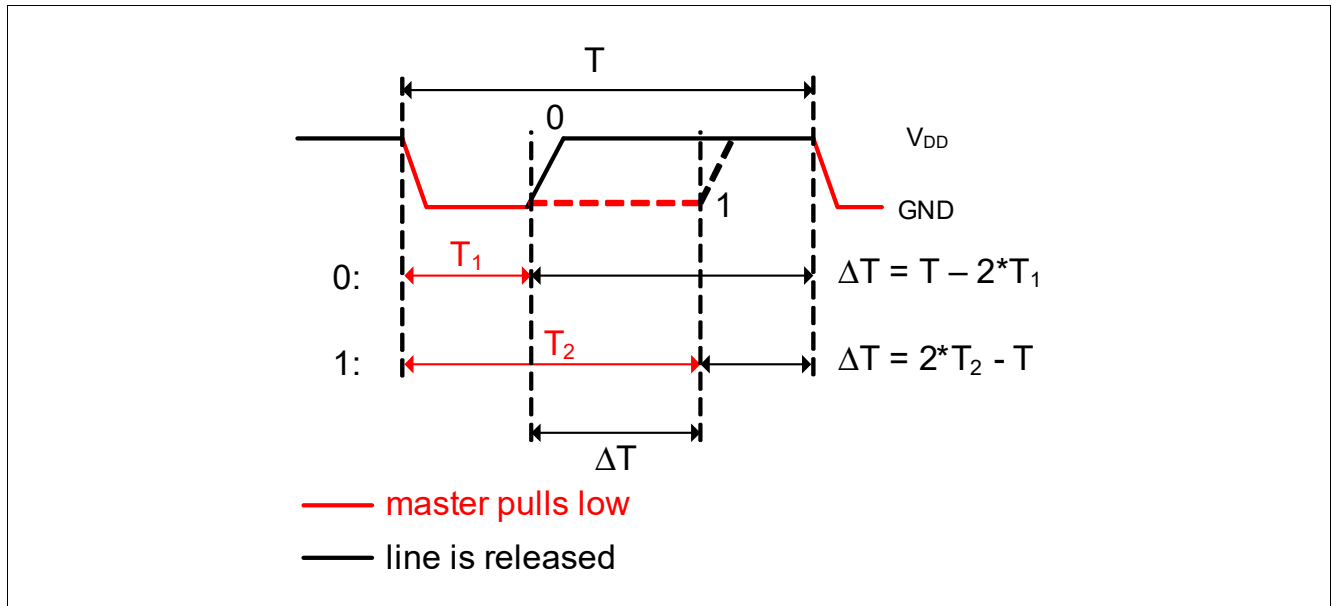 T
0
V_DD
1
GND
0: T₁ ΔT = T – 2*T₁
1: T₂ ΔT = 2*T₂ - T
ΔT
master pulls low
line is released